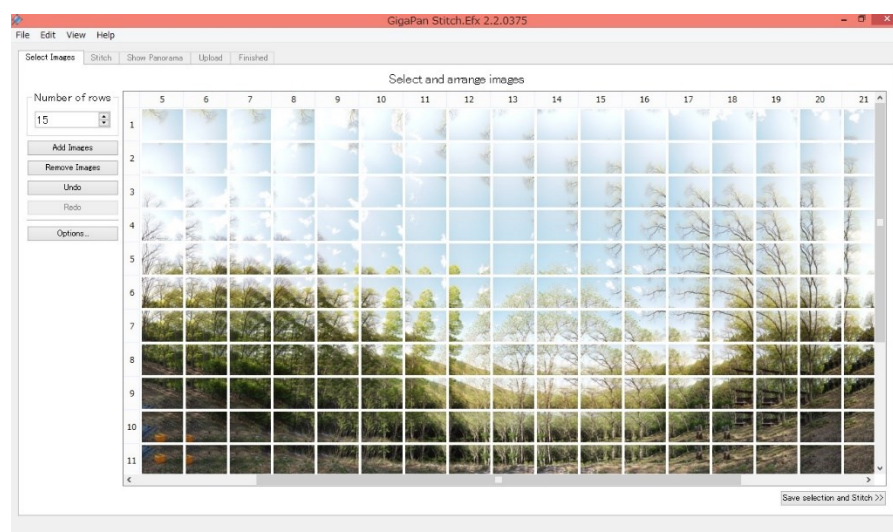 GigaPan Stitch.Efx 2.2.0375
File Edit View Help
Select Images Stitch Show Panorama Upload Finished
Select and arrange images
Number of rows
15
Add Images
Remove Images
Undo
Redo
Options...
5 6 7 8 9 10 11 12 13 14 15 16 17 18 19 20 21
1
2
3
4
5
6
7
8
9
10
11
Save selection and Stitch >>